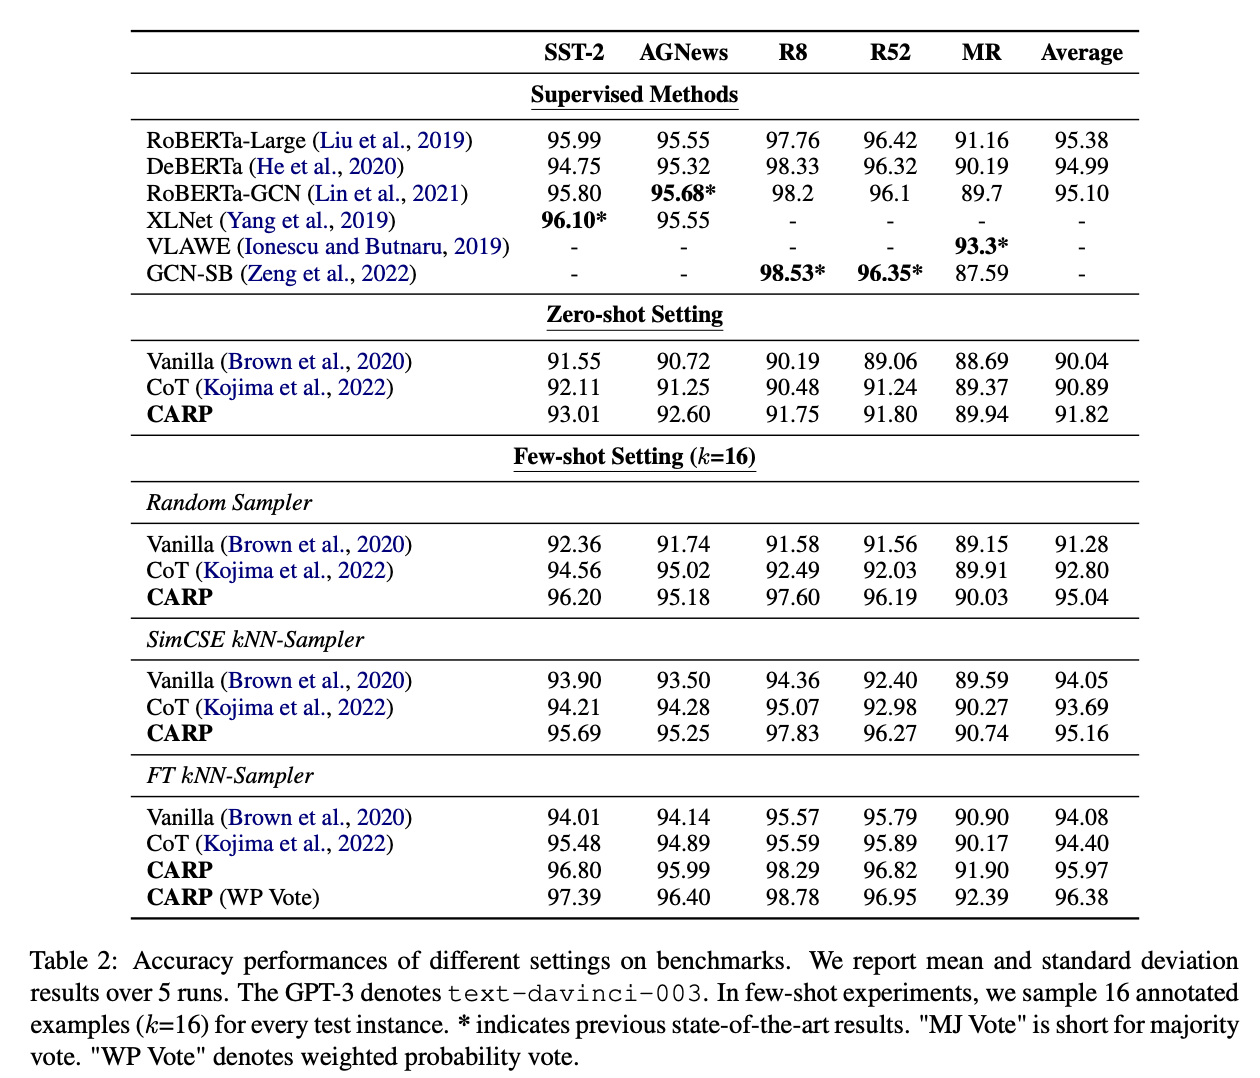 SST-2 AGNews R8 R52 MR Average
Supervised Methods
RoBERTa-Large (Liu et al., 2019) 95.99 95.55 97.76 96.42 91.16 95.38
DeBERTa (He et al., 2020) 94.75 95.32 98.33 96.32 90.19 94.99
RoBERTa-GCN (Lin et al., 2021) 95.80 95.68* 98.2 96.1 89.7 95.10
XLNet (Yang et al., 2019) 96.10* 95.55 - - - -
VLAWE (Ionescu and Butnaru, 2019) - - - - 93.3* -
GCN-SB (Zeng et al., 2022) - - 98.53* 96.35* 87.59 -
Zero-shot Setting
Vanilla (Brown et al., 2020) 91.55 90.72 90.19 89.06 88.69 90.04
CoT (Kojima et al., 2022) 92.11 91.25 90.48 91.24 89.37 90.89
CARP 93.01 92.60 91.75 91.80 89.94 91.82
Few-shot Setting (k=16)
Random Sampler
Vanilla (Brown et al., 2020) 92.36 91.74 91.58 91.56 89.15 91.28
CoT (Kojima et al., 2022) 94.56 95.02 92.49 92.03 89.91 92.80
CARP 96.20 95.18 97.60 96.19 90.03 95.04
SimCSE kNN-Sampler
Vanilla (Brown et al., 2020) 93.90 93.50 94.36 92.40 89.59 94.05
CoT (Kojima et al., 2022) 94.21 94.28 95.07 92.98 90.27 93.69
CARP 95.69 95.25 97.83 96.27 90.74 95.16
FT kNN-Sampler
Vanilla (Brown et al., 2020) 94.01 94.14 95.57 95.79 90.90 94.08
CoT (Kojima et al., 2022) 95.48 94.89 95.59 95.89 90.17 94.40
CARP 96.80 95.99 98.29 96.82 91.90 95.97
CARP (WP Vote) 97.39 96.40 98.78 96.95 92.39 96.38
Table 2: Accuracy performances of different settings on benchmarks. We report mean and standard deviation
results over 5 runs. The GPT-3 denotes text-davinci-003. In few-shot experiments, we sample 16 annotated
examples (k=16) for every test instance. * indicates previous state-of-the-art results. "MJ Vote" is short for majority
vote. "WP Vote" denotes weighted probability vote.